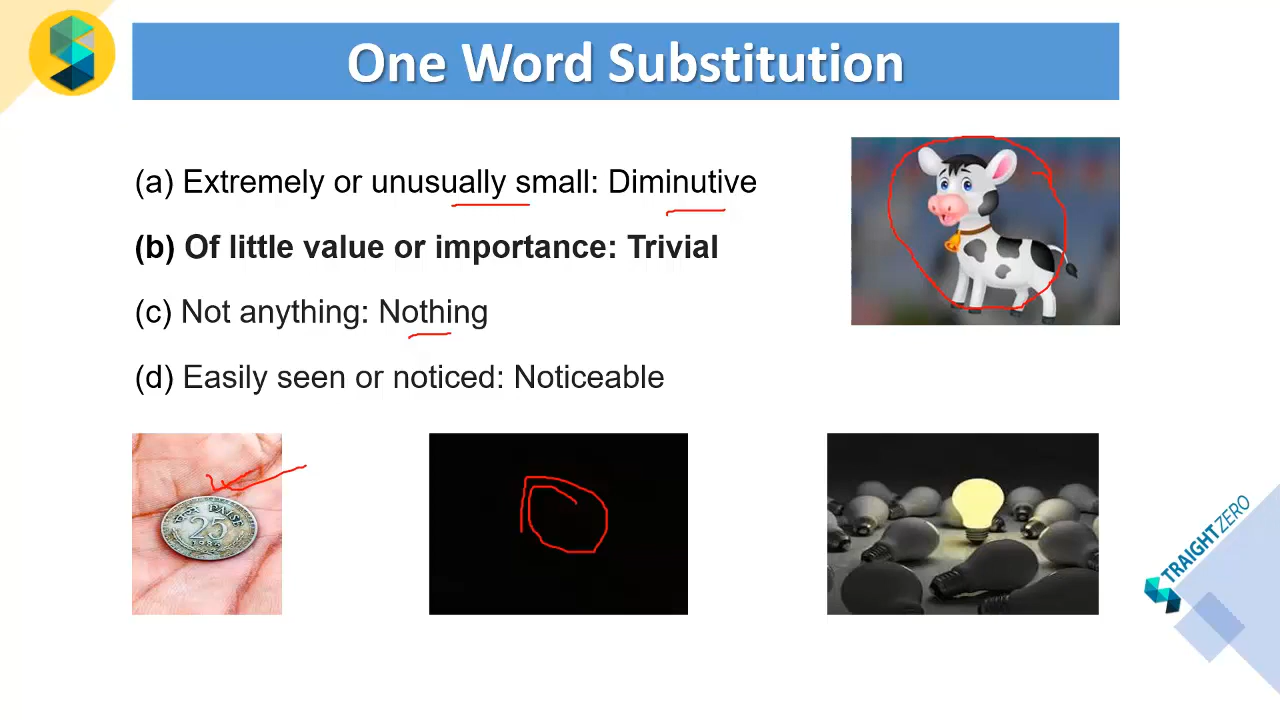 One Word Substitution
(a) Extremely or unusually small: Diminutive
(b) Of little value or importance: Trivial
(c) Not anything: Nothing
(d) Easily seen or noticed: Noticeable
PAISE
25
TRAIGHTZERO